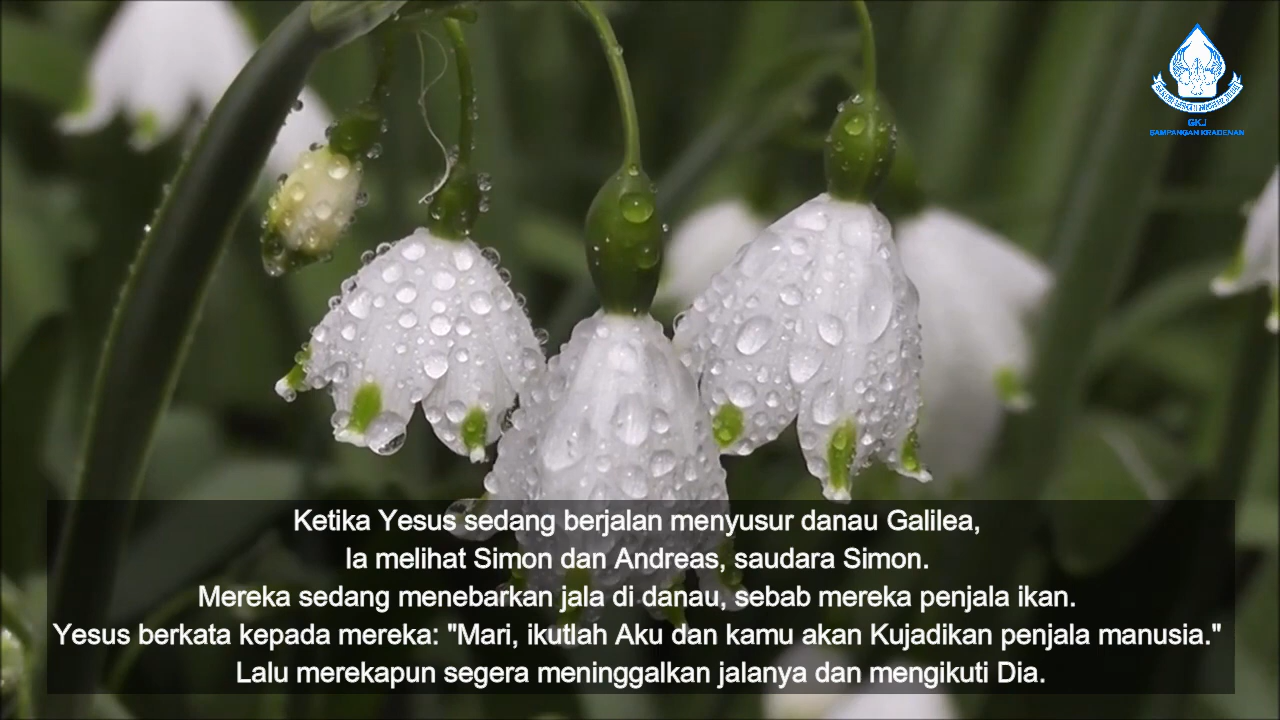 GKJ
SAMPANGAN KRADENAN
Ketika Yesus sedang berjalan menyusur danau Galilea,
Ia melihat Simon dan Andreas, saudara Simon.
Mereka sedang menebarkan jala di danau, sebab mereka penjala ikan.
Yesus berkata kepada mereka: "Mari, ikutlah Aku dan kamu akan Kujadikan penjala manusia."
Lalu merekapun segera meninggalkan jalanya dan mengikuti Dia.